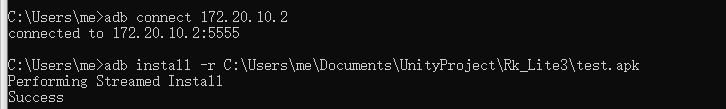 C:\Users\me>adb connect 172.20.10.2
connected to 172.20.10.2:5555
C:\Users\me>adb install -r C:\Users\me\Documents\UnityProject\Rk_Lite3\test.apk
Performing Streamed Install
Success